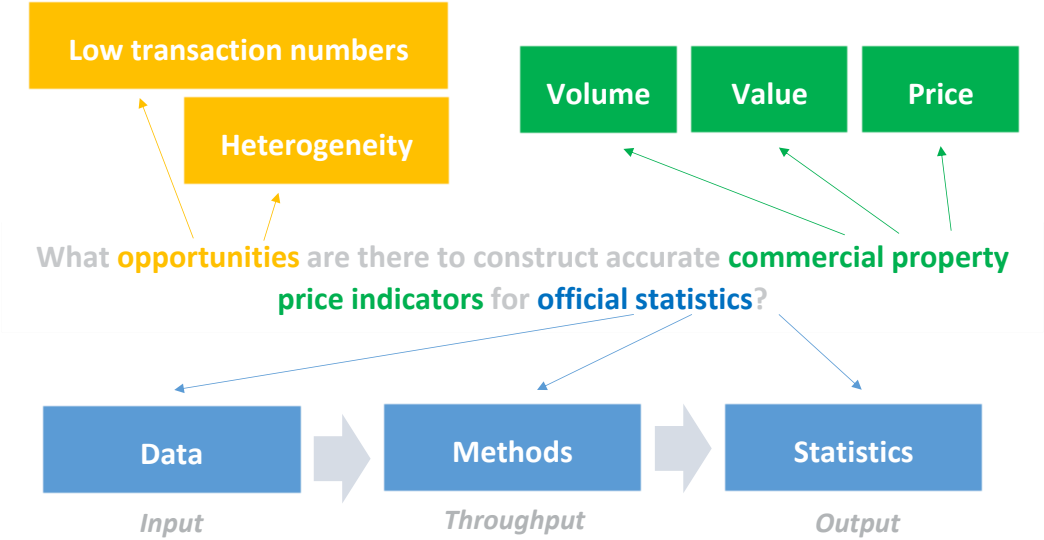 Low transaction numbers
Heterogeneity
Volume
Value
Price
What opportunities are there to construct accurate commercial property
price indicators for official statistics?
Data
Methods
Statistics
Input
Throughput
Output